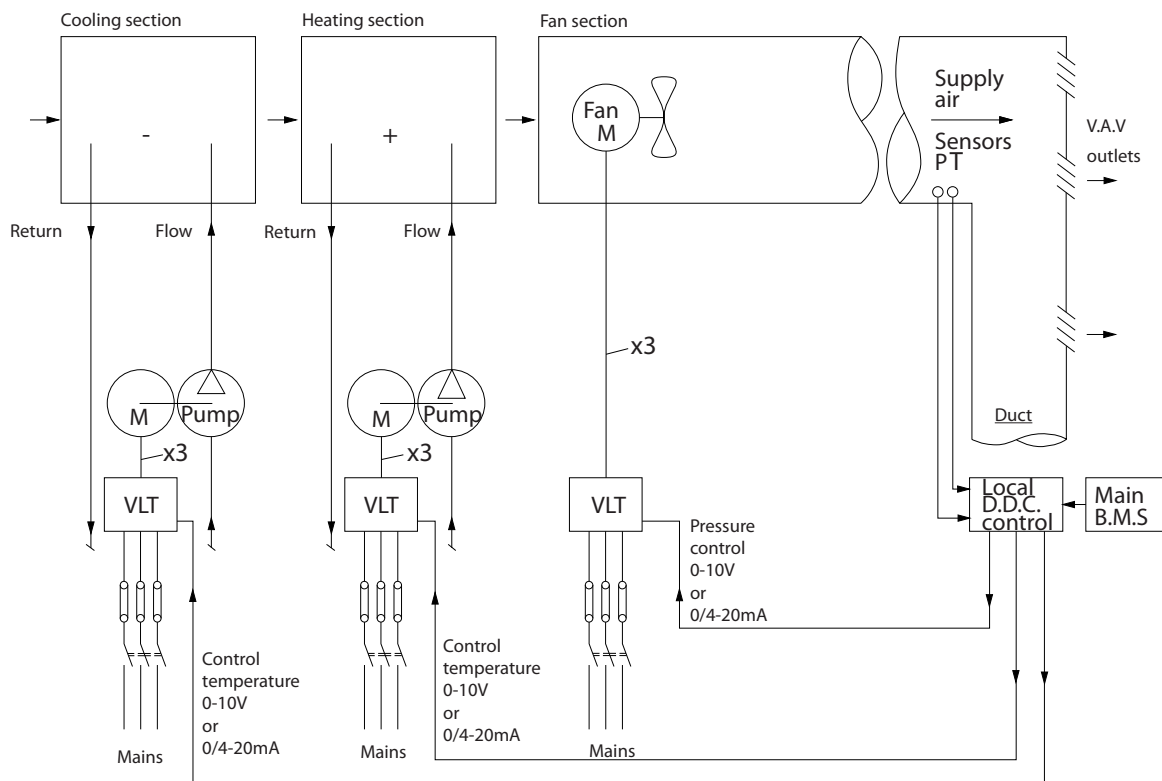 Cooling section
Heating section
Fan section
-
+
Fan
M
Supply
air
Sensors
PT
V.A.V
outlets
Return
Flow
Return
Flow
x3
M
Pump
M
Pump
Duct
x3
x3
VLT
VLT
VLT
Local
D.D.C.
control
Main
B.M.S
Pressure
control
0-10V
or
0/4-20mA
Control
temperature
0-10V
or
0/4-20mA
Control
temperature
0-10V
or
0/4-20mA
Mains
Mains
Mains